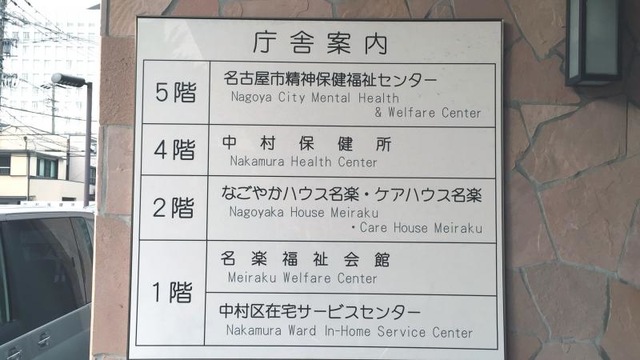 庁舎案内
5階
名古屋市精神保健福祉センター
Nagoya City Mental Health
& Welfare Center
4階
中村保健所
Nakamura Health Center
2階
なごやかハウス名楽・ケアハウス名楽
Nagoyaka House Meiraku
・Care House Meiraku
1階
名楽福祉会館
Meiraku Welfare Center
中村区在宅サービスセンター
Nakamura Ward In-Home Service Center